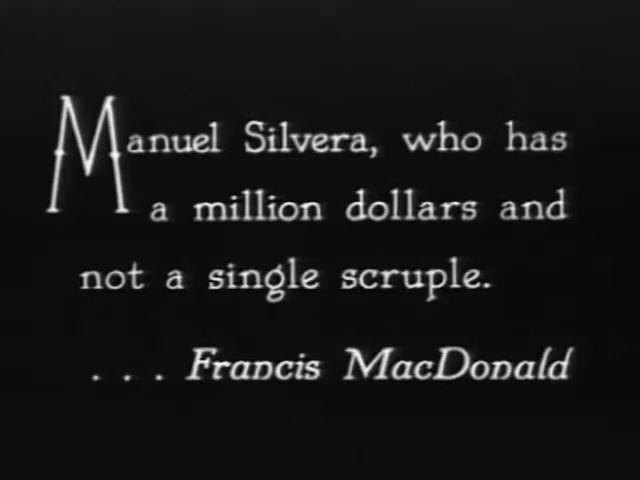 Manuel Silvera, who has
a million dollars and
not a single scruple.
. . . Francis MacDonald